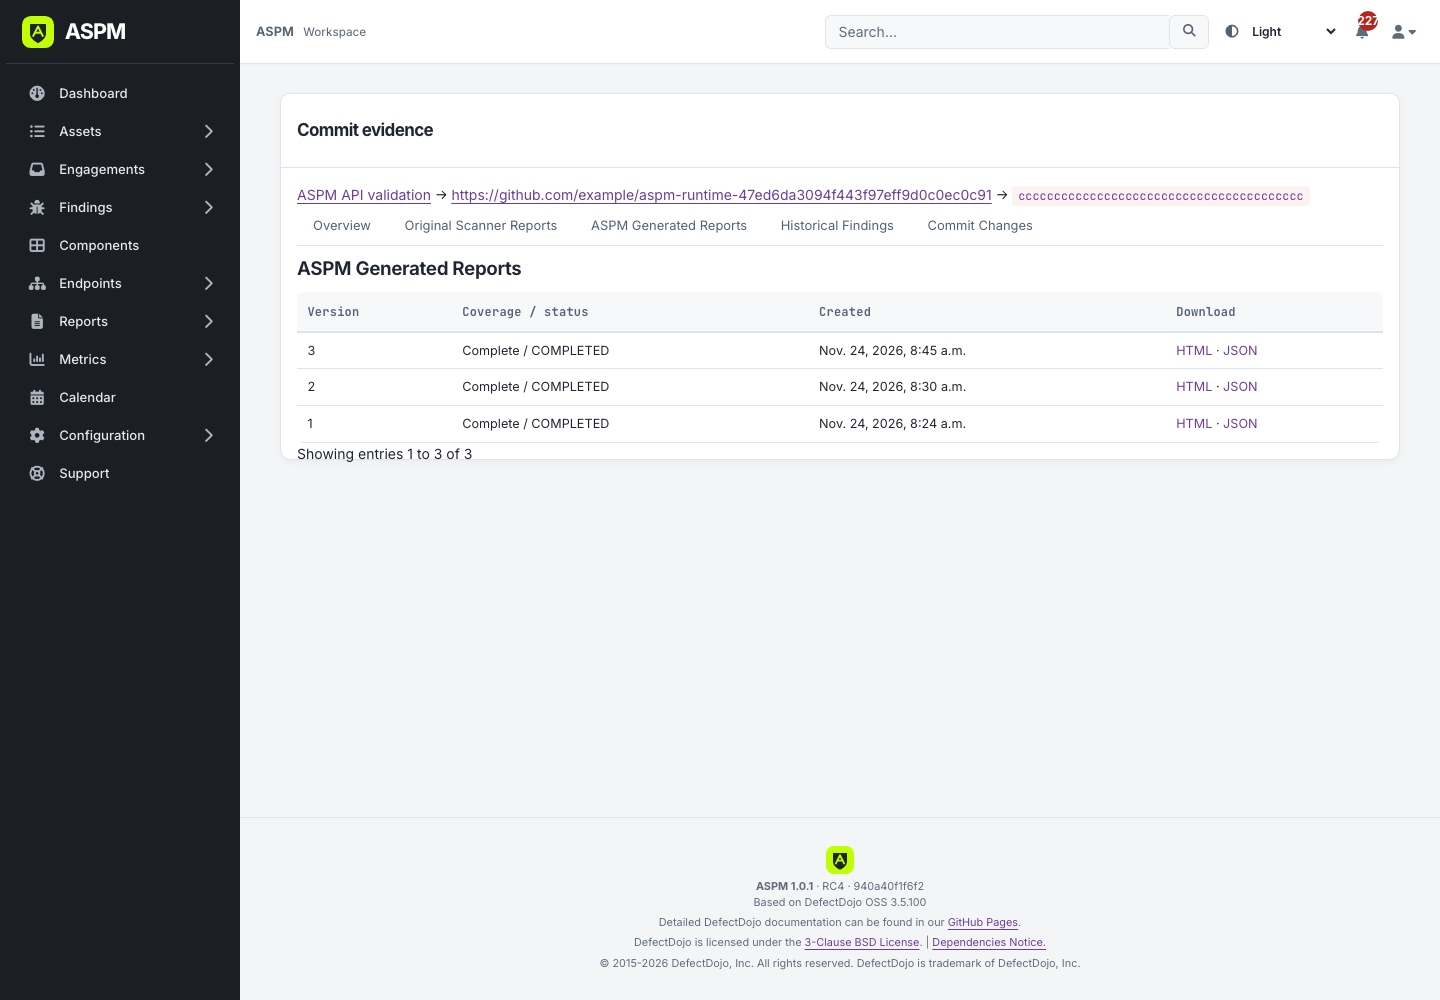 ASPM
ASPM Workspace
Search...
Light
227
Dashboard
Assets
Engagements
Findings
Components
Endpoints
Reports
Metrics
Calendar
Configuration
Support
Commit evidence
ASPM API validation → https://github.com/example/aspm-runtime-47ed6da3094f443f97eff9d0c0ec0c91 → cccccccccccccccccccccccccccccccccccccccc
Overview Original Scanner Reports ASPM Generated Reports Historical Findings Commit Changes
ASPM Generated Reports
Version Coverage / status Created Download
3 Complete / COMPLETED Nov. 24, 2026, 8:45 a.m. HTML · JSON
2 Complete / COMPLETED Nov. 24, 2026, 8:30 a.m. HTML · JSON
1 Complete / COMPLETED Nov. 24, 2026, 8:24 a.m. HTML · JSON
Showing entries 1 to 3 of 3
ASPM 1.0.1 · RC4 · 940a40f1f6f2
Based on DefectDojo OSS 3.5.100
Detailed DefectDojo documentation can be found in our GitHub Pages.
DefectDojo is licensed under the 3-Clause BSD License. | Dependencies Notice.
© 2015-2026 DefectDojo, Inc. All rights reserved. DefectDojo is trademark of DefectDojo, Inc.